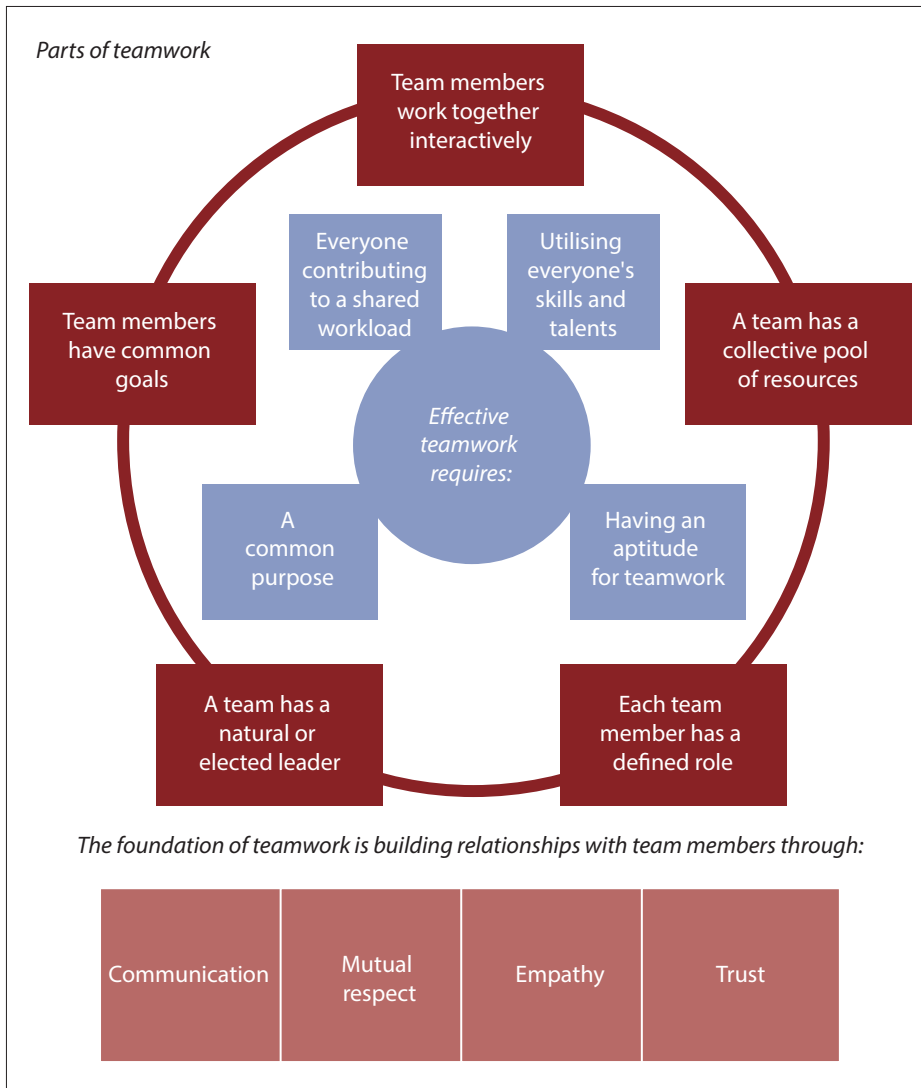 Parts of teamwork
Team members
work together
interactively
Everyone
contributing
to a shared
workload
Utilising
everyone's
skills and
talents
Team members
have common
goals
A team has a
collective pool
of resources
Effective
teamwork
requires:
A
common
purpose
Having an
aptitude
for teamwork
A team has a
natural or
elected leader
Each team
member has a
defined role
The foundation of teamwork is building relationships with team members through:
Communication
Mutual
respect
Empathy
Trust